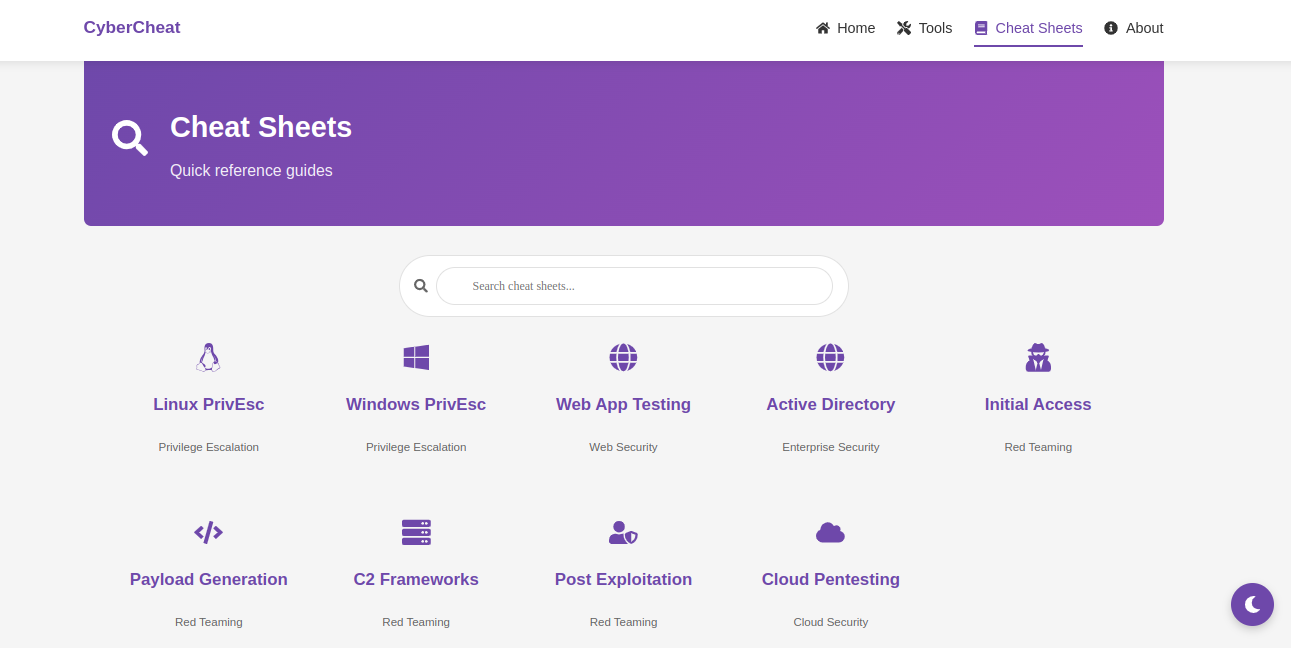 CyberCheat
Home
Tools
Cheat Sheets
About
Cheat Sheets
Quick reference guides
Search cheat sheets...
Linux PrivEsc
Windows PrivEsc
Web App Testing
Active Directory
Initial Access
Privilege Escalation
Privilege Escalation
Web Security
Enterprise Security
Red Teaming
Payload Generation
C2 Frameworks
Post Exploitation
Cloud Pentesting
Red Teaming
Red Teaming
Red Teaming
Cloud Security